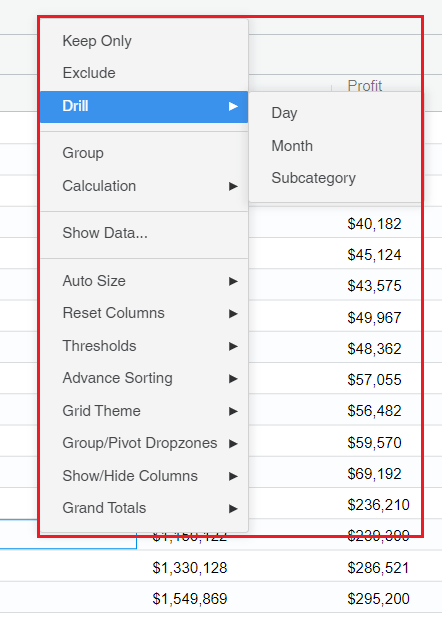 Keep Only
Exclude
Drill
Profit
Day
Month
Subcategory
Group
Calculation
Show Data...
Auto Size
Reset Columns
Thresholds
Advance Sorting
Grid Theme
Group/Pivot Dropzones
Show/Hide Columns
Grand Totals
$40,182
$45,124
$43,575
$49,967
$48,362
$57,055
$56,482
$59,570
$69,192
$236,210
$1,330,128 $286,521
$1,549,869 $295,200